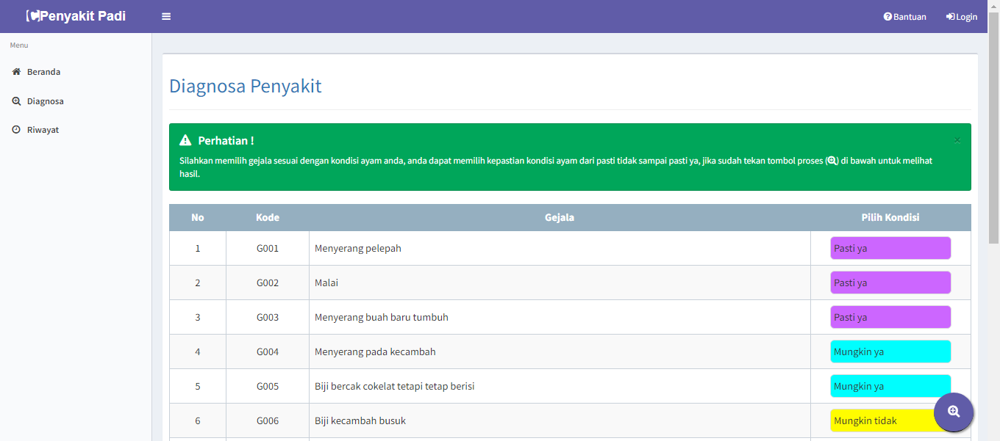 Penyakit Padi
Bantuan
Login
Menu
Beranda
Diagnosa
Riwayat
Diagnosa Penyakit
Perhatian !
×
Silahkan memilih gejala sesuai dengan kondisi ayam anda, anda dapat memilih kepastian kondisi ayam dari pasti tidak sampai pasti ya, jika sudah tekan tombol proses () di bawah untuk melihat
hasil.
No Kode Gejala Pilih Kondisi
1 G001 Menyerang pelepah Pasti ya
2 G002 Malai Pasti ya
3 G003 Menyerang buah baru tumbuh Pasti ya
4 G004 Menyerang pada kecambah Mungkin ya
5 G005 Biji bercak cokelat tetapi tetap berisi Mungkin ya
6 G006 Biji kecambah busuk Mungkin tidak